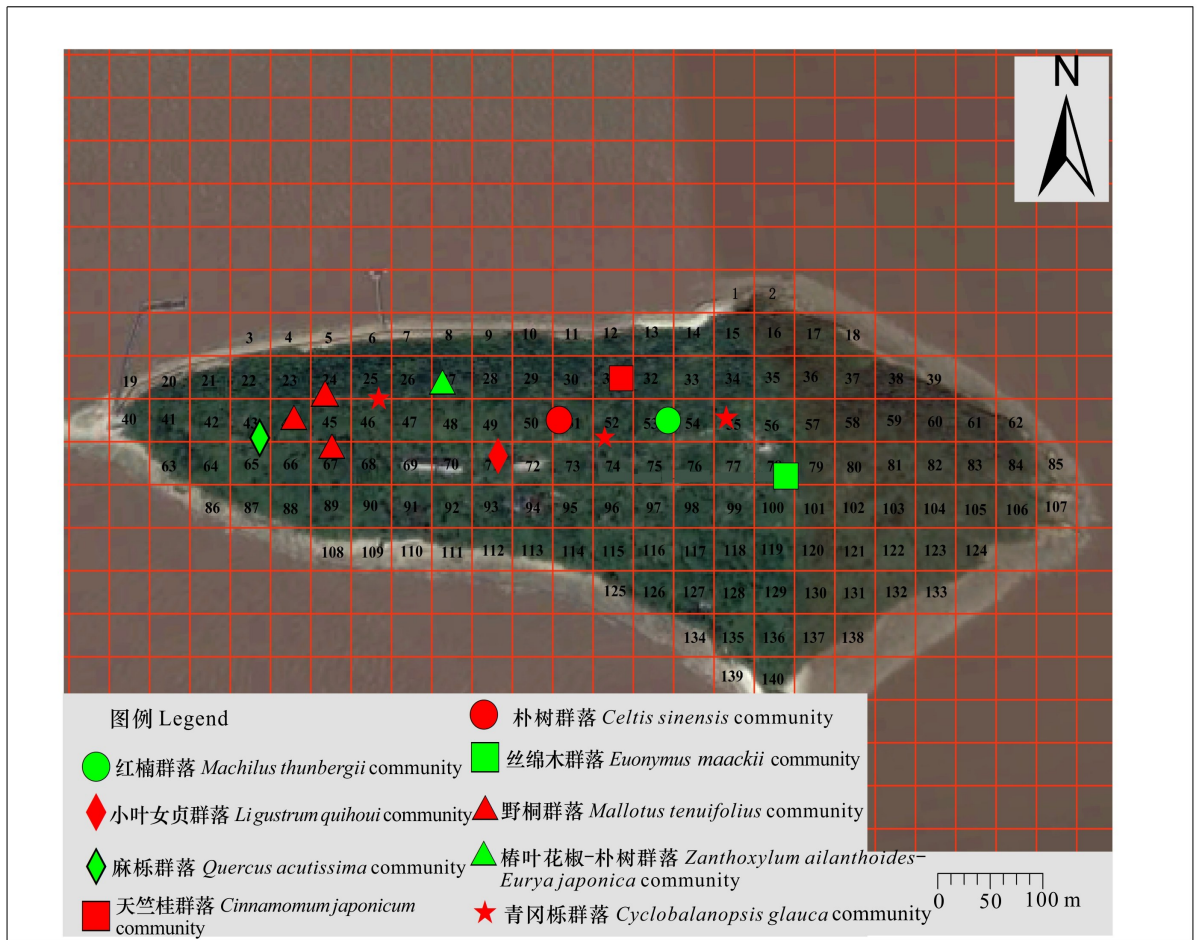 N
1 2
3 4 5 6 7 8 9 10 11 12 13 14 15 16 17 18
19 20 21 22 23 24 25 26 28 29 30 32 33 34 35 36 37 38 39
40 41 42 43 45 46 47 48 49 50 52 54 55 56 57 58 59 60 61 62
63 64 65 66 67 68 69 70 72 73 74 75 76 77 79 80 81 82 83 84 85
86 87 88 89 90 91 92 93 94 95 96 97 98 99 100 101 102 103 104 105 106 107
108 109 110 111 112 113 114 115 116 117 118 119 120 121 122 123 124
125 126 127 128 129 130 131 132 133
134 135 136 137 138
139 140
图例 Legend
红楠群落 Machilus thunbergii community
小叶女贞群落 Ligustrum quihoui community
麻栎群落 Quercus acutissima community
天竺桂群落 Cinnamomum japonicum
community
朴树群落 Celtis sinensis community
丝绵木群落 Euonymus maackii community
野桐群落 Mallotus tenuifolius community
椿叶花椒-朴树群落 Zanthoxylum ailanthoides-
Eurya japonica community
青冈栎群落 Cyclobalanopsis glauca community
0 50 100 m